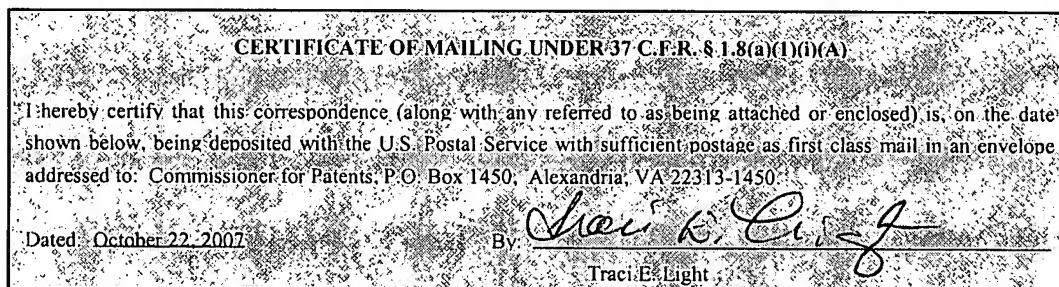 CERTIFICATE OF MAILING UNDER 37 C.F.R. § 1.8(a)(1)(i)(A)
I hereby certify that this correspondence (along with any referred to as being attached or enclosed) is, on the date
shown below, being deposited with the U.S. Postal Service with sufficient postage as first class mail in an envelope
addressed to: Commissioner for Patents, P.O. Box 1450, Alexandria, VA 22313-1450.
Dated: October 22, 2007 By: Traci E. Light
Traci E. Light